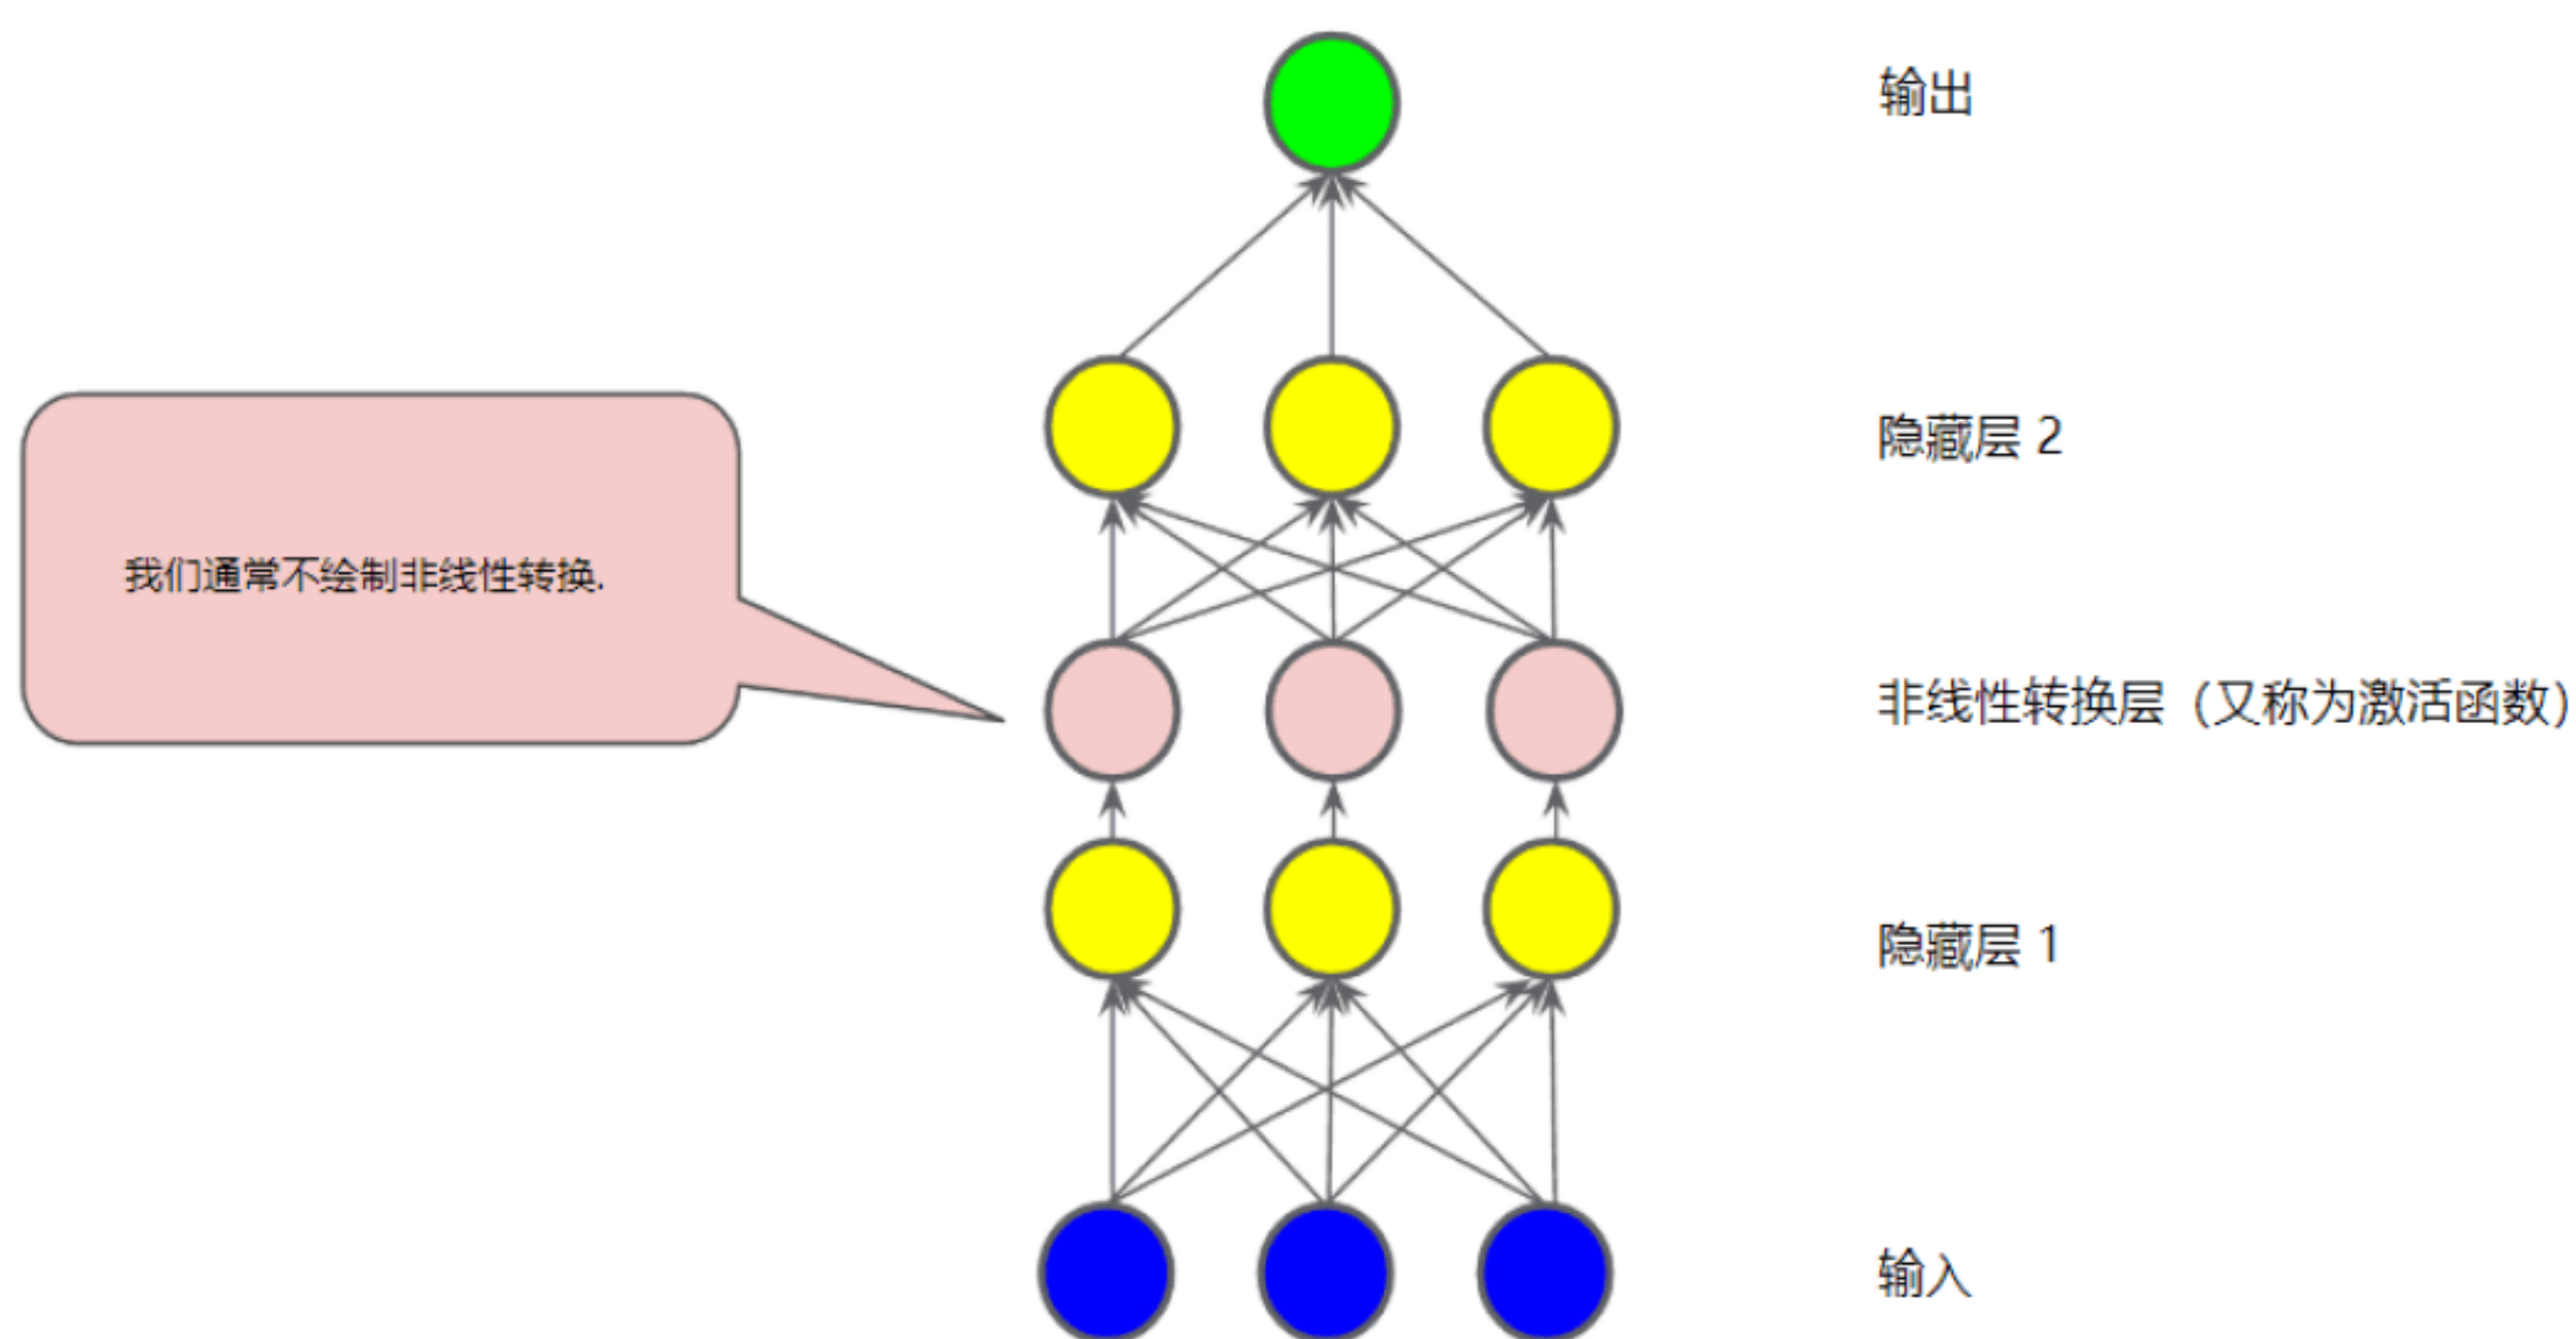 输出
隐藏层 2
我们通常不绘制非线性转换.
非线性转换层（又称为激活函数）
隐藏层 1
输入